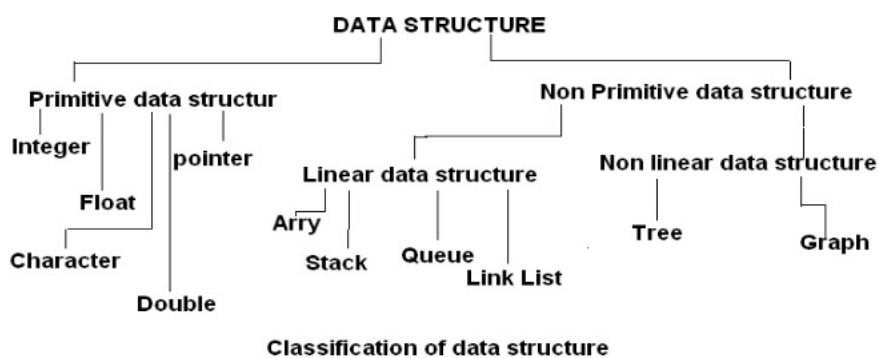 DATA STRUCTURE
Primitive data structur
Non Primitive data structure
Integer
pointer
Linear data structure
Non linear data structure
Float
Arry
Tree
Graph
Character
Stack
Queue
Link List
Double
Classification of data structure